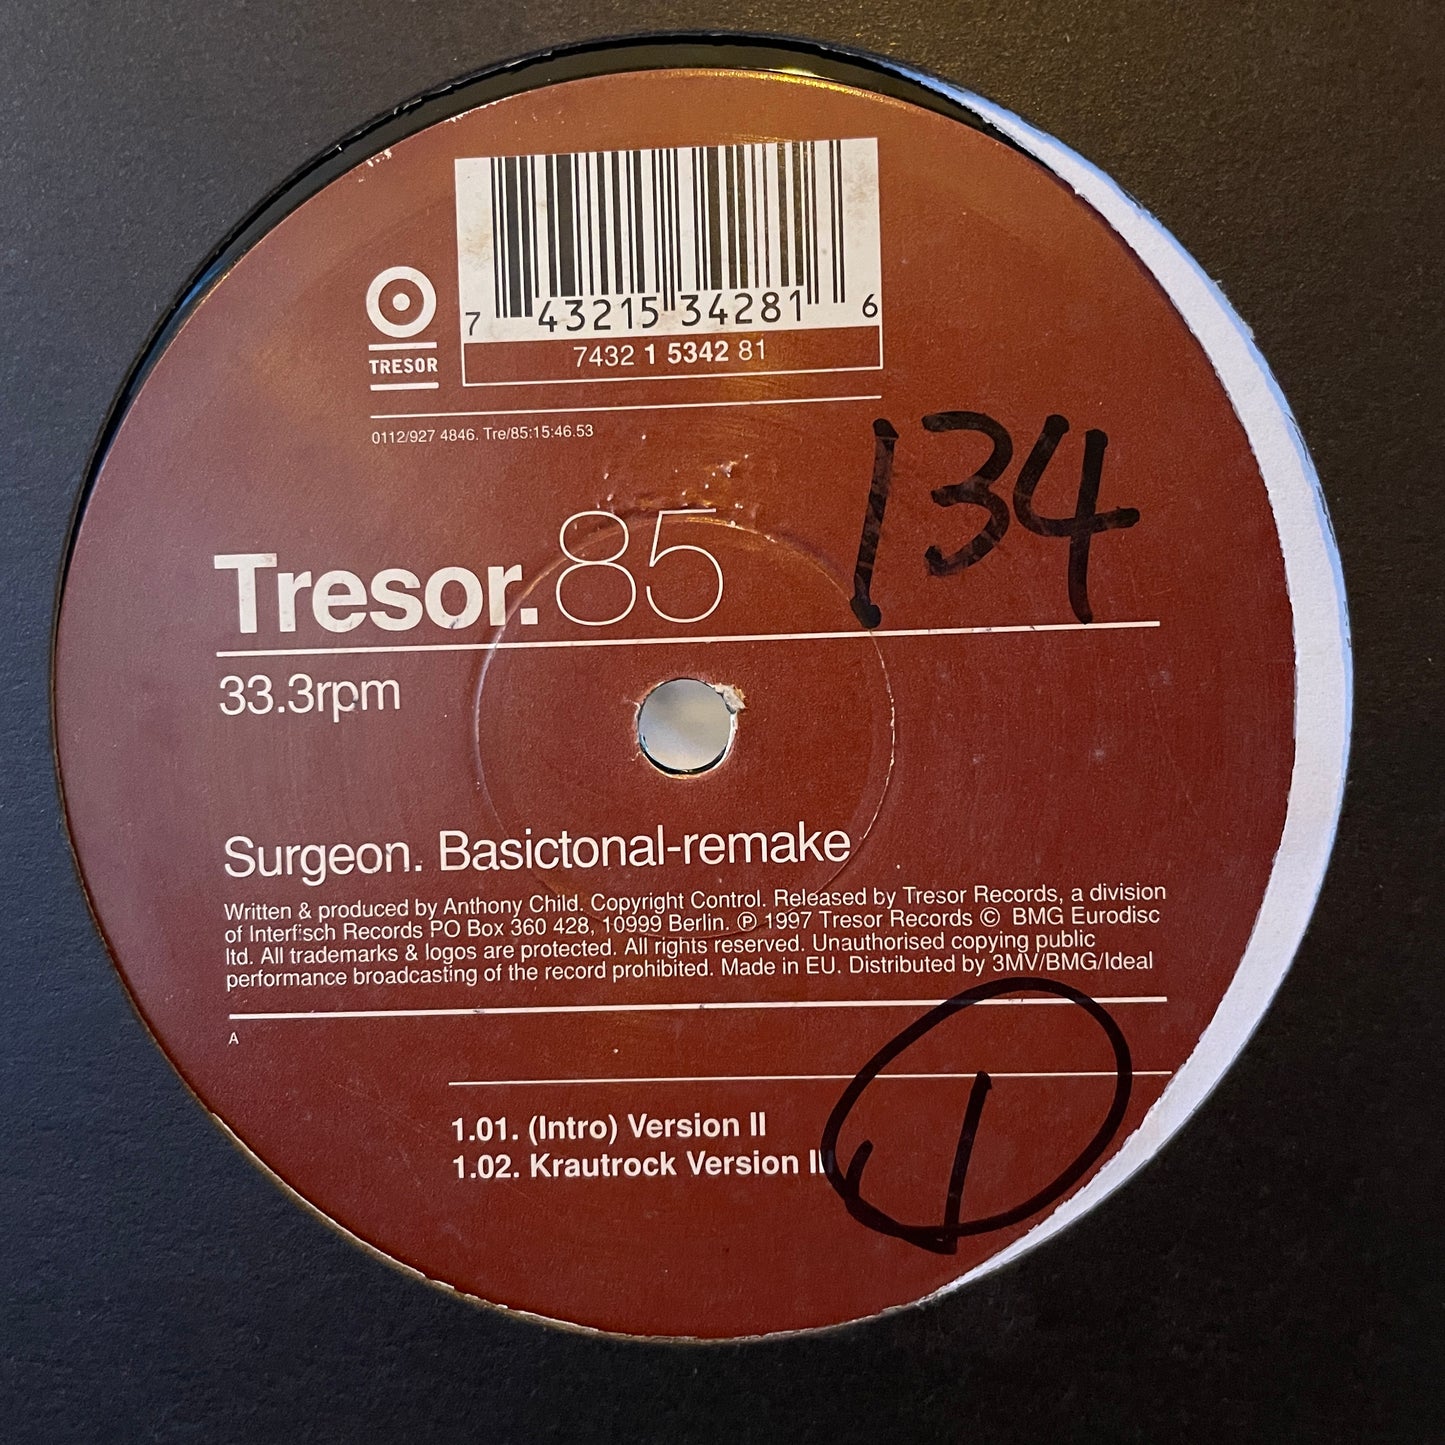 7 43215 34281 6
7432 1 5342 81
TRESOR
0112/927 4846. Tre/85:15:46.53
134
Tresor. 85
33.3rpm
Surgeon. Basictonal-remake
Written & produced by Anthony Child. Copyright Control. Released by Tresor Records, a division
of Interfisch Records PO Box 360 428, 10999 Berlin. ℗ 1997 Tresor Records © BMG Eurodisc
ltd. All trademarks & logos are protected. All rights reserved. Unauthorised copying public
performance broadcasting of the record prohibited. Made in EU. Distributed by 3MV/BMG/Ideal
A
1.01. (Intro) Version II
1.02. Krautrock Version III
1